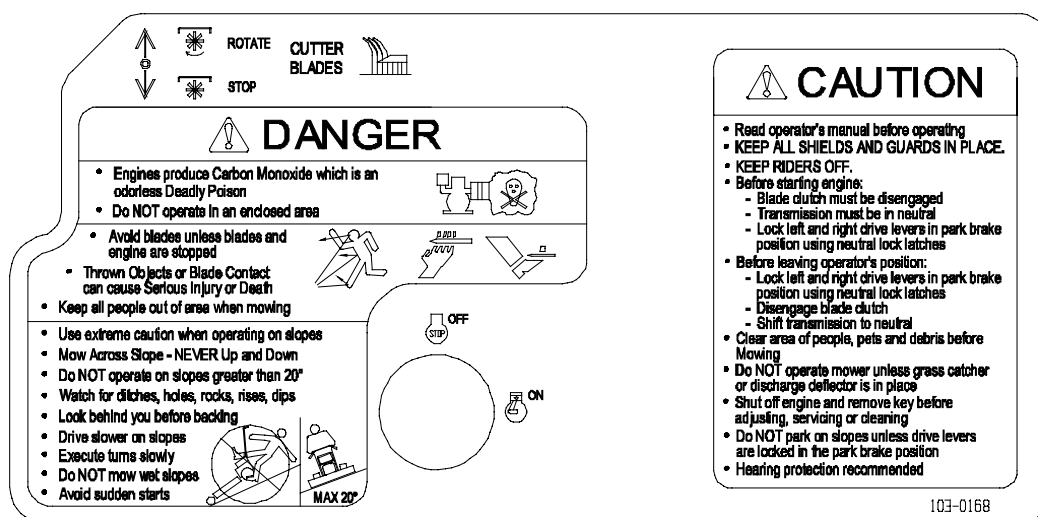 ROTATE
STOP
CUTTER
BLADES
DANGER
• Engines produce Carbon Monoxide which is an
odorless Deadly Poison
• Do NOT operate in an enclosed area
• Avoid blades unless blades and
engine are stopped
• Thrown Objects or Blade Contact
can cause Serious Injury or Death
• Keep all people out of area when mowing
• Use extreme caution when operating on slopes
• Mow Across Slope - NEVER Up and Down
• Do NOT operate on slopes greater than 20°
• Watch for ditches, holes, rocks, rises, dips
• Look behind you before backing
• Drive slower on slopes
• Execute turns slowly
• Do NOT mow wet slopes
• Avoid sudden starts
MAX 20°
OFF
STOP
ON
CAUTION
• Read operator's manual before operating
• KEEP ALL SHIELDS AND GUARDS IN PLACE.
• KEEP RIDERS OFF.
• Before starting engine:
- Blade clutch must be disengaged
- Transmission must be in neutral
- Lock left and right drive levers in park brake
position using neutral lock latches
• Before leaving operator's position:
- Lock left and right drive levers in park brake
position using neutral lock latches
- Disengage blade clutch
- Shift transmission to neutral
• Clear area of people, pets and debris before
Mowing
• Do NOT operate mower unless grass catcher
or discharge deflector is in place
• Shut off engine and remove key before
adjusting, servicing or cleaning
• Do NOT park on slopes unless drive levers
are locked in the park brake position
• Hearing protection recommended
103-0168